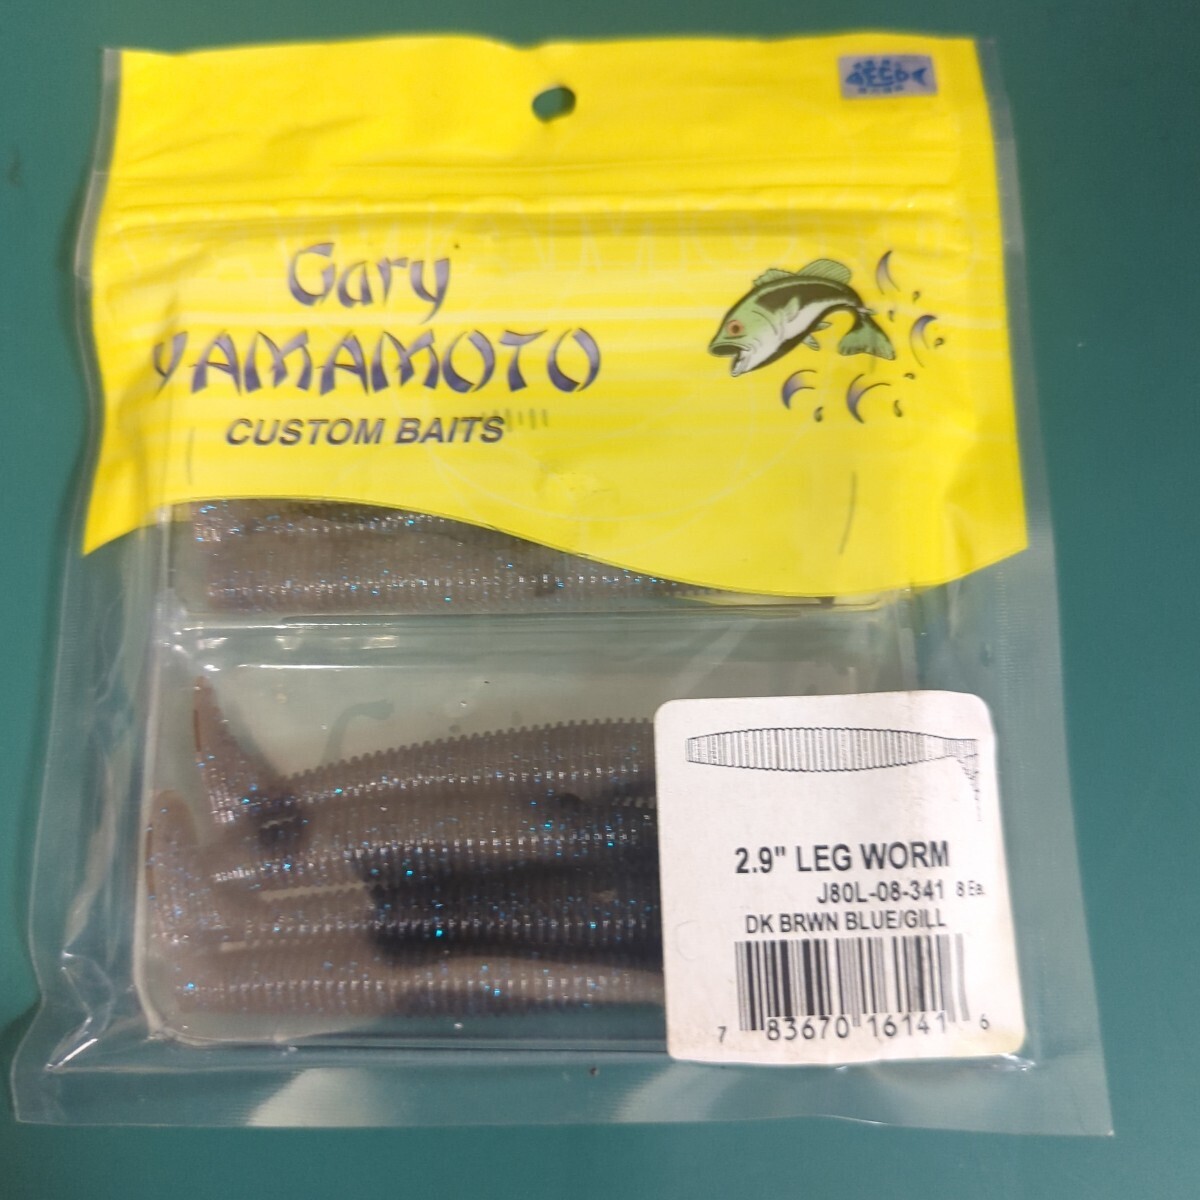 Gary
YAMAMOTO
CUSTOM BAITS
2.9" LEG WORM
J80L-08-341 8 Ea.
DK BRWN BLUE/GILL
7 83670 16141 6